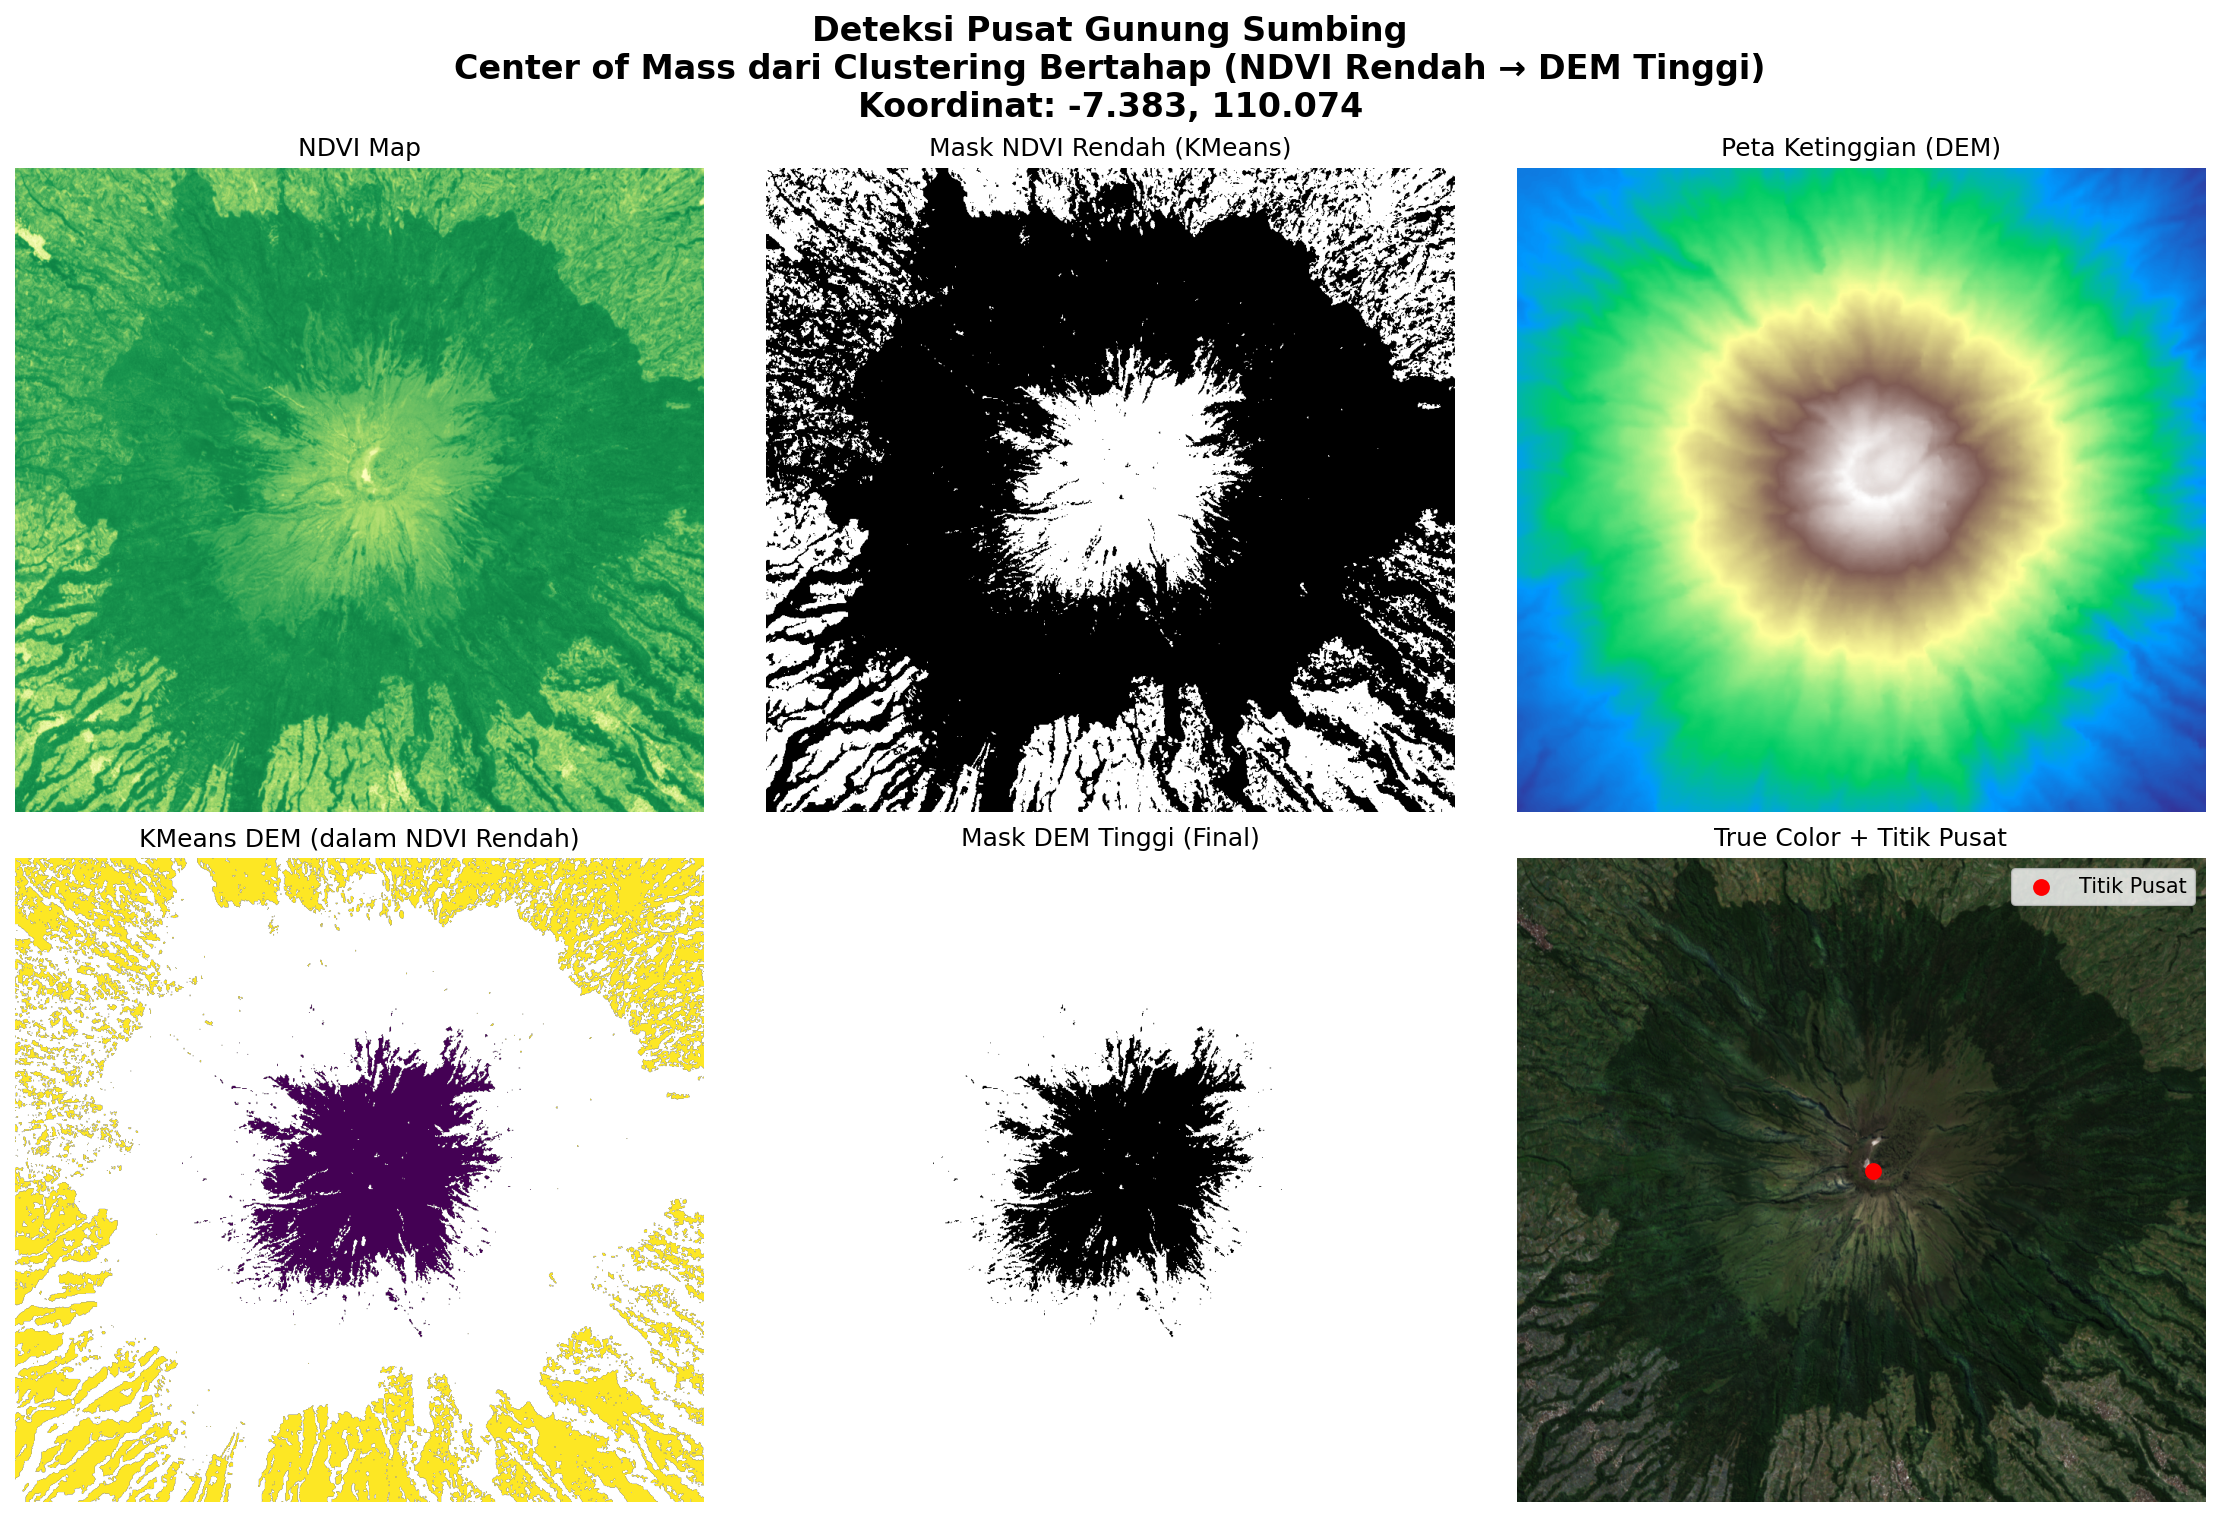 Deteksi Pusat Gunung Sumbing
Center of Mass dari Clustering Bertahap (NDVI Rendah → DEM Tinggi)
Koordinat: -7.383, 110.074
NDVI Map
Mask NDVI Rendah (KMeans)
Peta Ketinggian (DEM)
KMeans DEM (dalam NDVI Rendah)
Mask DEM Tinggi (Final)
True Color + Titik Pusat
Titik Pusat